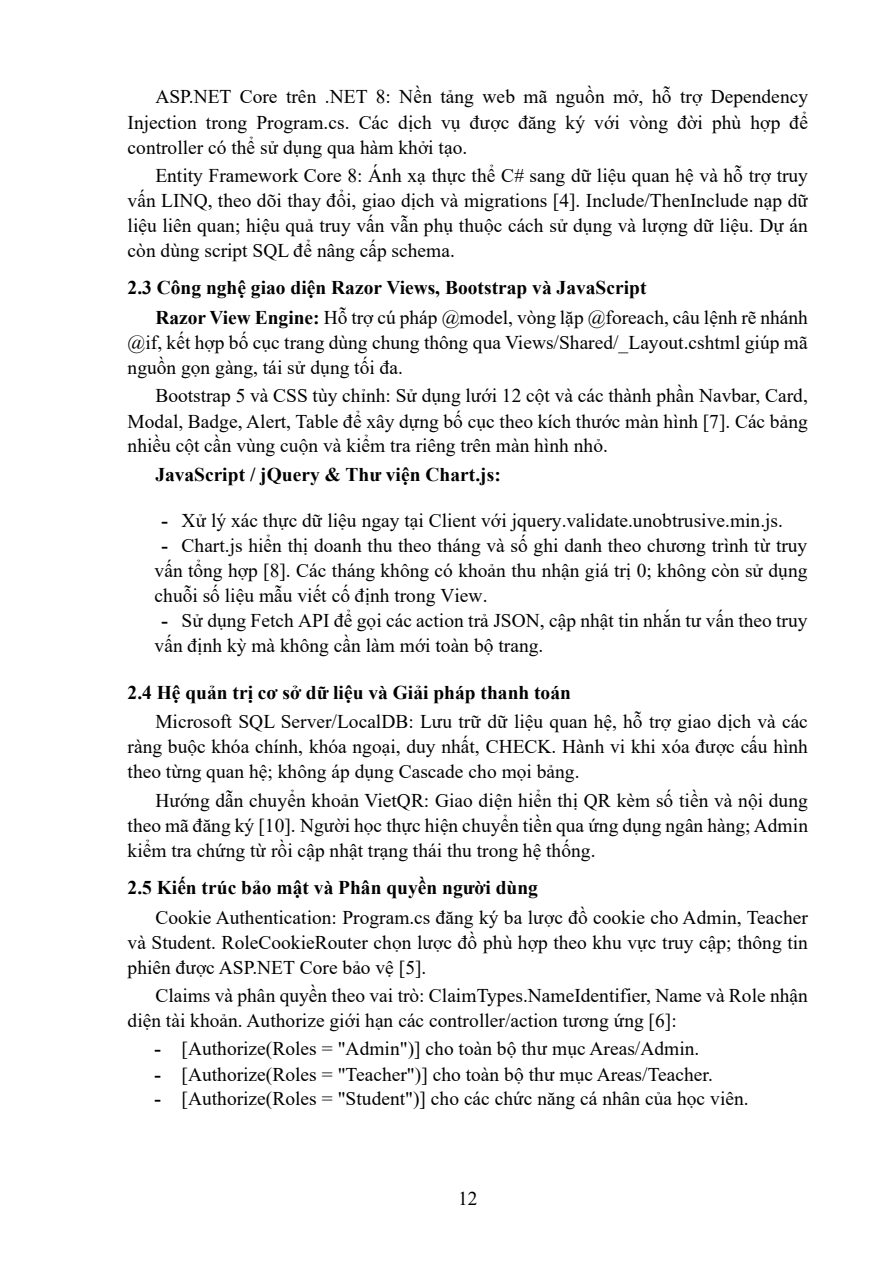 ASP.NET Core trên .NET 8: Nền tảng web mã nguồn mở, hỗ trợ Dependency
Injection trong Program.cs. Các dịch vụ được đăng ký với vòng đời phù hợp để
controller có thể sử dụng qua hàm khởi tạo.
Entity Framework Core 8: Ánh xạ thực thể C# sang dữ liệu quan hệ và hỗ trợ truy
vấn LINQ, theo dõi thay đổi, giao dịch và migrations [4]. Include/ThenInclude nạp dữ
liệu liên quan; hiệu quả truy vấn vẫn phụ thuộc cách sử dụng và lượng dữ liệu. Dự án
còn dùng script SQL để nâng cấp schema.
2.3 Công nghệ giao diện Razor Views, Bootstrap và JavaScript
Razor View Engine: Hỗ trợ cú pháp @model, vòng lặp @foreach, câu lệnh rẽ nhánh
@if, kết hợp bố cục trang dùng chung thông qua Views/Shared/_Layout.cshtml giúp mã
nguồn gọn gàng, tái sử dụng tối đa.
Bootstrap 5 và CSS tùy chỉnh: Sử dụng lưới 12 cột và các thành phần Navbar, Card,
Modal, Badge, Alert, Table để xây dựng bố cục theo kích thước màn hình [7]. Các bảng
nhiều cột cần vùng cuộn và kiểm tra riêng trên màn hình nhỏ.
JavaScript / jQuery & Thư viện Chart.js:
- Xử lý xác thực dữ liệu ngay tại Client với jquery.validate.unobtrusive.min.js.
- Chart.js hiển thị doanh thu theo tháng và số ghi danh theo chương trình từ truy
vấn tổng hợp [8]. Các tháng không có khoản thu nhận giá trị 0; không còn sử dụng
chuỗi số liệu mẫu viết cố định trong View.
- Sử dụng Fetch API để gọi các action trả JSON, cập nhật tin nhắn tư vấn theo truy
vấn định kỳ mà không cần làm mới toàn bộ trang.
2.4 Hệ quản trị cơ sở dữ liệu và Giải pháp thanh toán
Microsoft SQL Server/LocalDB: Lưu trữ dữ liệu quan hệ, hỗ trợ giao dịch và các
ràng buộc khóa chính, khóa ngoại, duy nhất, CHECK. Hành vi khi xóa được cấu hình
theo từng quan hệ; không áp dụng Cascade cho mọi bảng.
Hướng dẫn chuyển khoản VietQR: Giao diện hiển thị QR kèm số tiền và nội dung
theo mã đăng ký [10]. Người học thực hiện chuyển tiền qua ứng dụng ngân hàng; Admin
kiểm tra chứng từ rồi cập nhật trạng thái thu trong hệ thống.
2.5 Kiến trúc bảo mật và Phân quyền người dùng
Cookie Authentication: Program.cs đăng ký ba lược đồ cookie cho Admin, Teacher
và Student. RoleCookieRouter chọn lược đồ phù hợp theo khu vực truy cập; thông tin
phiên được ASP.NET Core bảo vệ [5].
Claims và phân quyền theo vai trò: ClaimTypes.NameIdentifier, Name và Role nhận
diện tài khoản. Authorize giới hạn các controller/action tương ứng [6]:
- [Authorize(Roles = "Admin")] cho toàn bộ thư mục Areas/Admin.
- [Authorize(Roles = "Teacher")] cho toàn bộ thư mục Areas/Teacher.
- [Authorize(Roles = "Student")] cho các chức năng cá nhân của học viên.
12